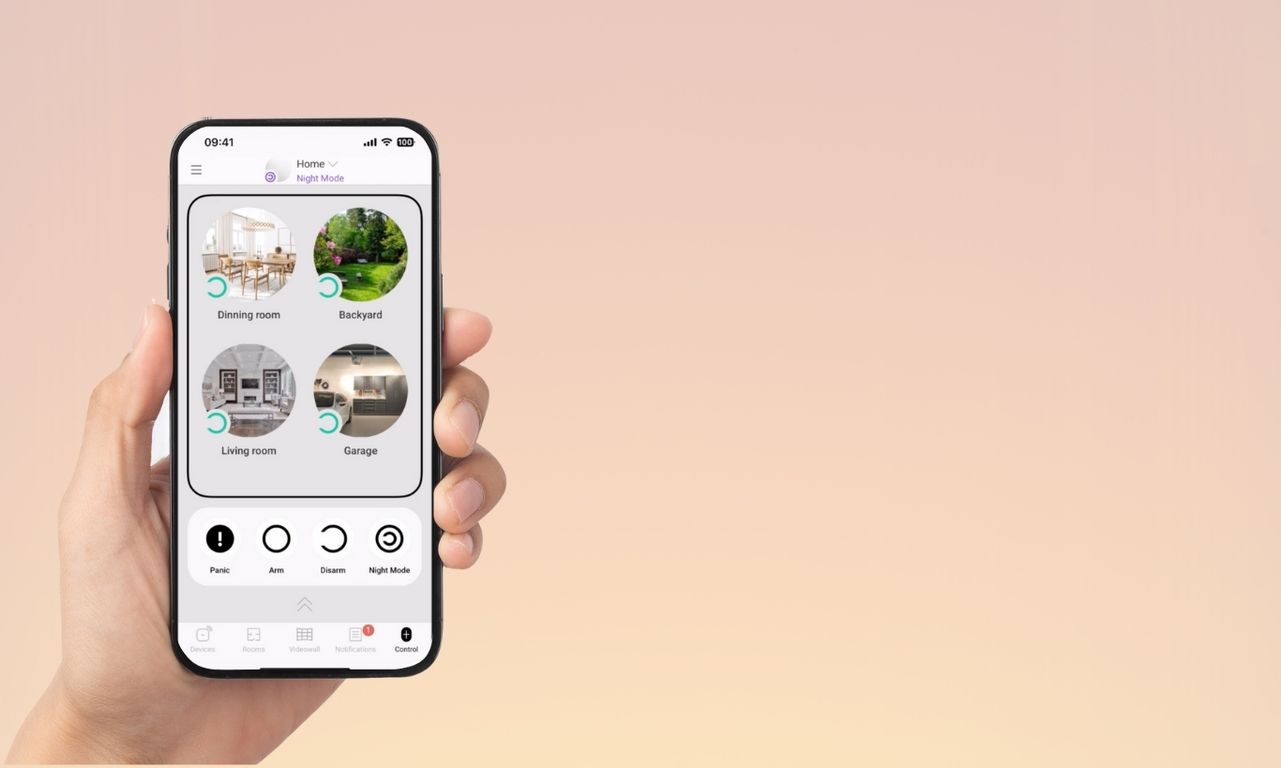 09:41
100
Home
Night Mode
Dinning room
Backyard
Living room
Garage
Panic
Arm
Disarm
Night Mode
1
Devices
Rooms
Videowall
Notifications
Control